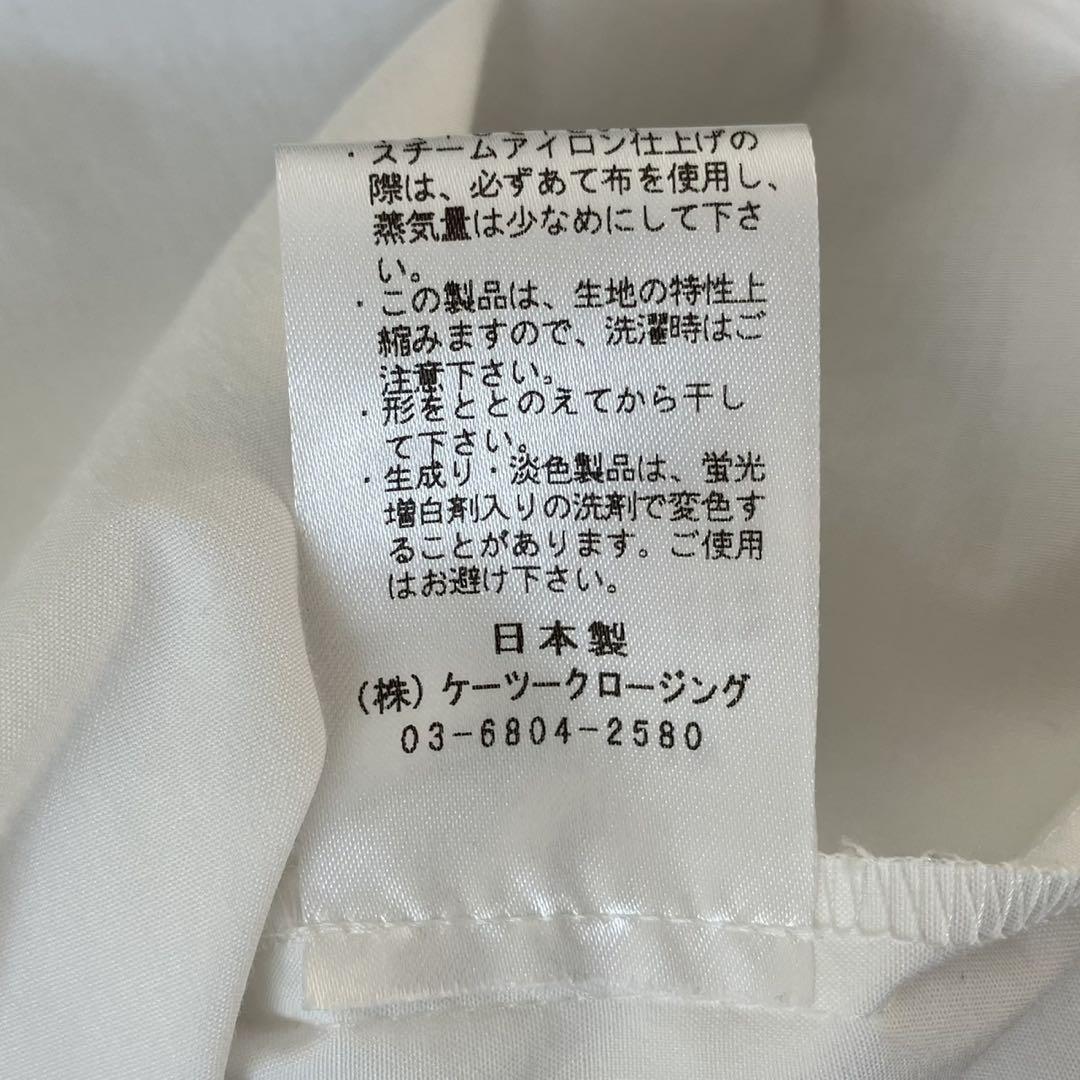 ・スチームアイロン仕上げの
際は、必ずあて布を使用し、
蒸気量は少なめにして下さ
い。
・この製品は、生地の特性上
縮みますので、洗濯時はご
注意下さい。
・形をととのえてから干し
て下さい。
・生成り・淡色製品は、蛍光
増白剤入りの洗剤で変色す
ることがあります。ご使用
はお避け下さい。
日本製
(株)ケーツークロージング
03-6804-2580